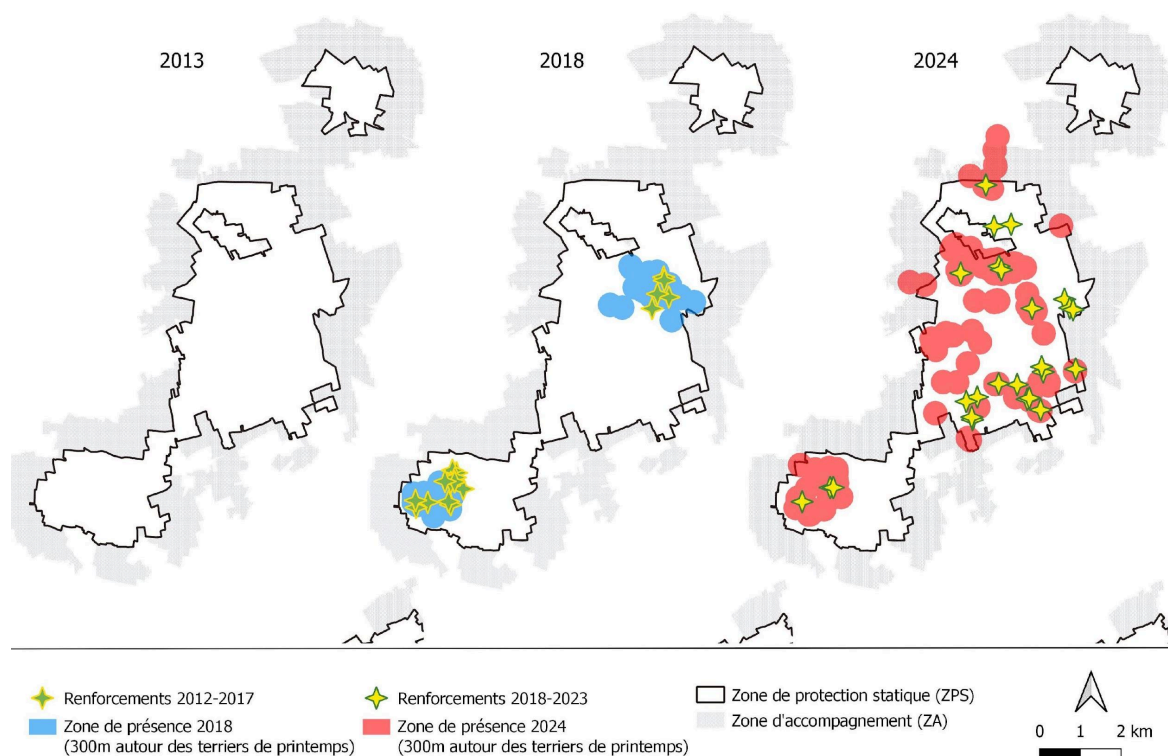 2013
2018
2024
Renforcements 2012-2017
Zone de présence 2018
(300m autour des terriers de printemps)
Renforcements 2018-2023
Zone de présence 2024
(300m autour des terriers de printemps)
Zone de protection statique (ZPS)
Zone d'accompagnement (ZA)
0 1 2 km